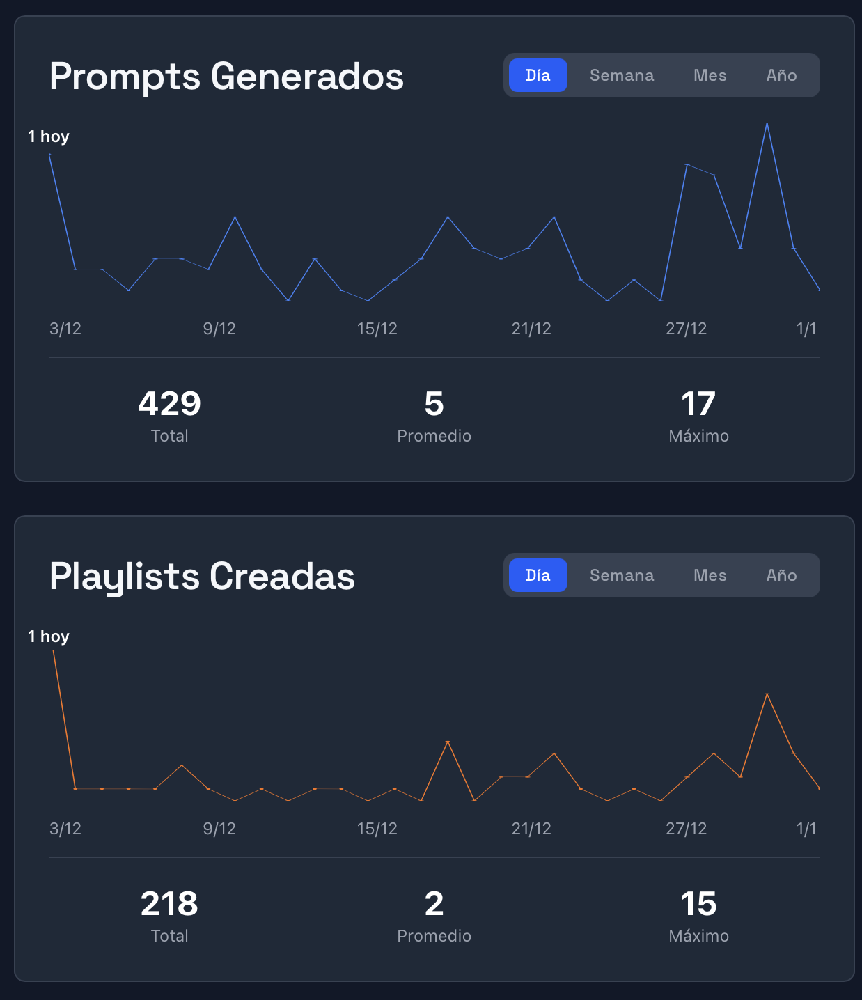 Prompts Generados
Día Semana Mes Año
1 hoy
3/12 9/12 15/12 21/12 27/12 1/1
429 5 17
Total Promedio Máximo
Playlists Creadas
Día Semana Mes Año
1 hoy
3/12 9/12 15/12 21/12 27/12 1/1
218 2 15
Total Promedio Máximo